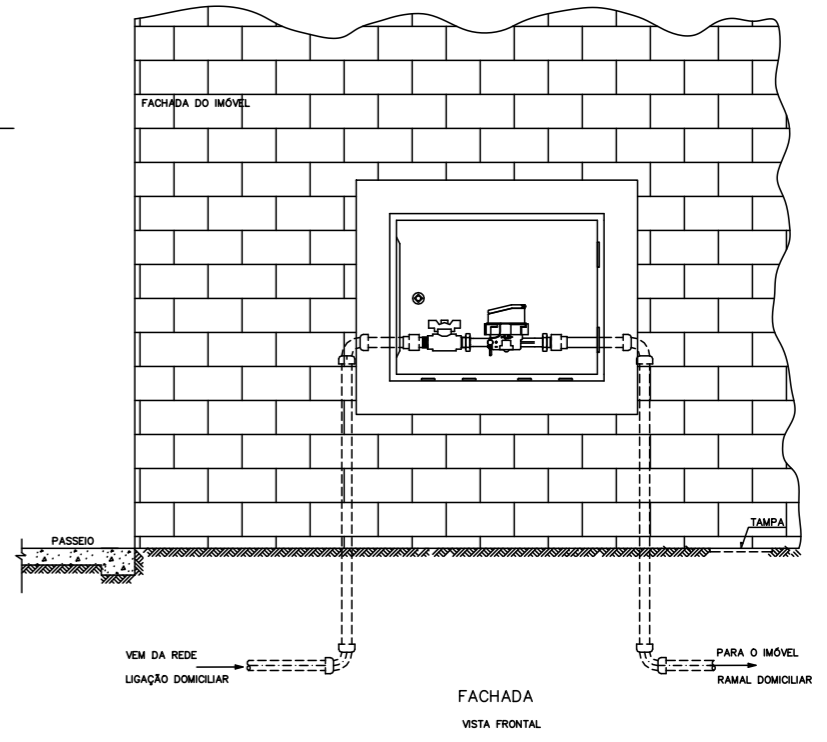 FACHADA DO IMÓVEL
TAMPA
PASSEIO
VEM DA REDE
LIGAÇÃO DOMICILIAR
PARA O IMÓVEL
RAMAL DOMICILIAR
FACHADA
VISTA FRONTAL